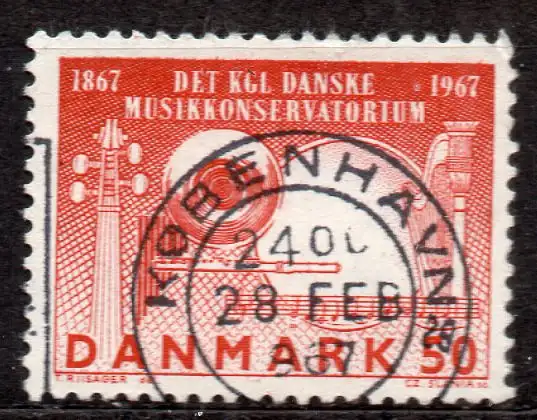 1867 DET KGL DANSKE 1967
MUSIKKONSERVATORIUM
KØBENHAVN
28 FEB
DANMARK 50